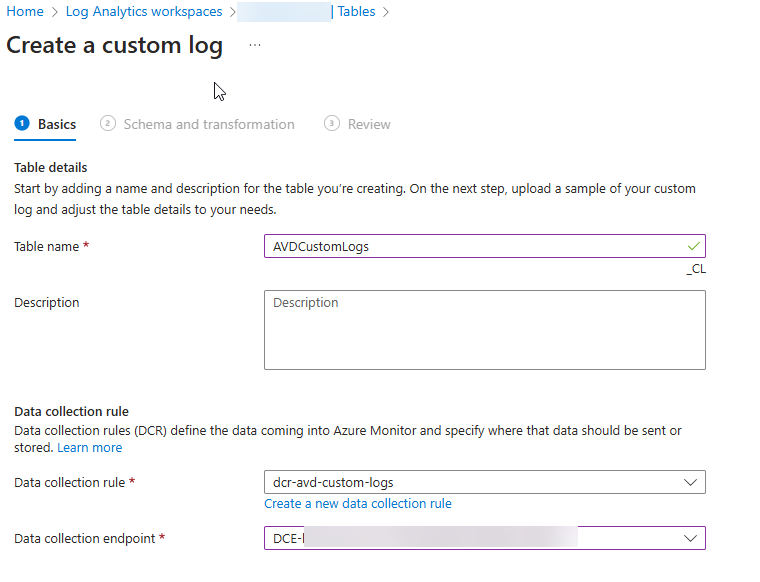 Home > Log Analytics workspaces > | Tables >
Create a custom log ...
1 Basics 2 Schema and transformation 3 Review
Table details
Start by adding a name and description for the table you're creating. On the next step, upload a sample of your custom
log and adjust the table details to your needs.
Table name * AVDCustomLogs
_CL
Description Description
Data collection rule
Data collection rules (DCR) define the data coming into Azure Monitor and specify where that data should be sent or
stored. Learn more
Data collection rule * dcr-avd-custom-logs
Create a new data collection rule
Data collection endpoint * DCE-